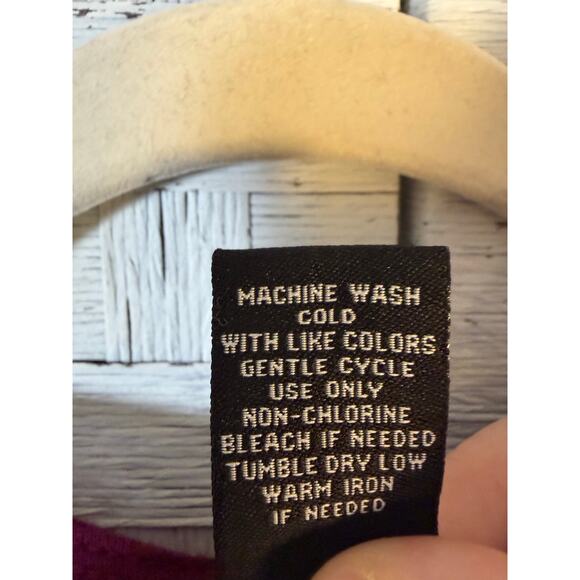 MACHINE WASH
COLD
WITH LIKE COLORS
GENTLE CYCLE
USE ONLY
NON-CHLORINE
BLEACH IF NEEDED
TUMBLE DRY LOW
WARM IRON
IF NEEDED